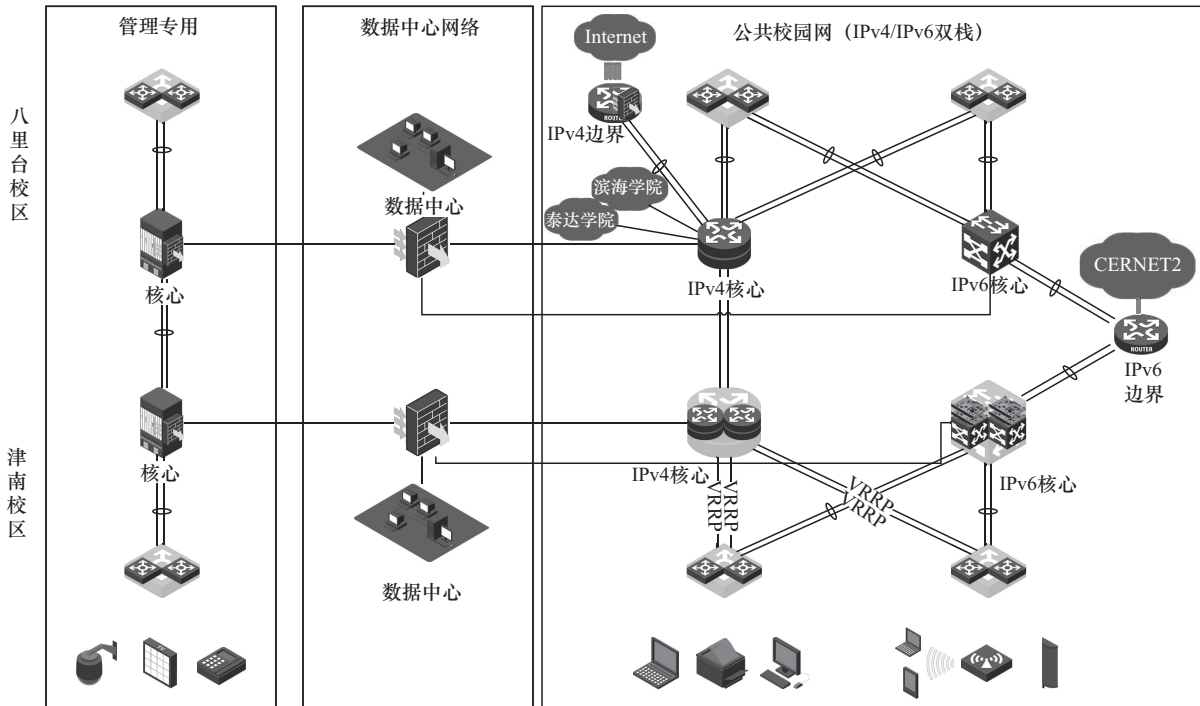 管理专用
数据中心网络
公共校园网（IPv4/IPv6双栈）
八里台校区
Internet
ROUTER
IPv4边界
滨海学院
泰达学院
数据中心
核心
IPv4核心
IPv6核心
CERNET2
ROUTER
IPv6
边界
津南校区
核心
IPv4核心
IPv6核心
VRRP
VRRP
VRRP
VRRP
数据中心